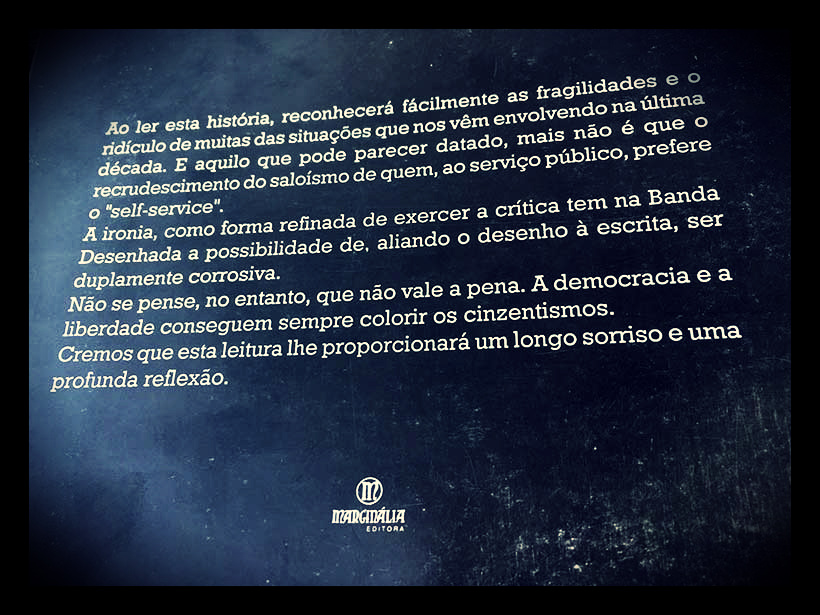 Ao ler esta história, reconhecerá fácilmente as fragilidades e o
ridículo de muitas das situações que nos vêm envolvendo na última
década. E aquilo que pode parecer datado, mais não é que o
recrudescimento do saloísmo de quem, ao serviço público, prefere
o "self-service".
A ironia, como forma refinada de exercer a crítica tem na Banda
Desenhada a possibilidade de, aliando o desenho à escrita, ser
duplamente corrosiva.
Não se pense, no entanto, que não vale a pena. A democracia e a
liberdade conseguem sempre colorir os cinzentismos.
Cremos que esta leitura lhe proporcionará um longo sorriso e uma
profunda reflexão.
M
MARGINÁLIA
EDITORA